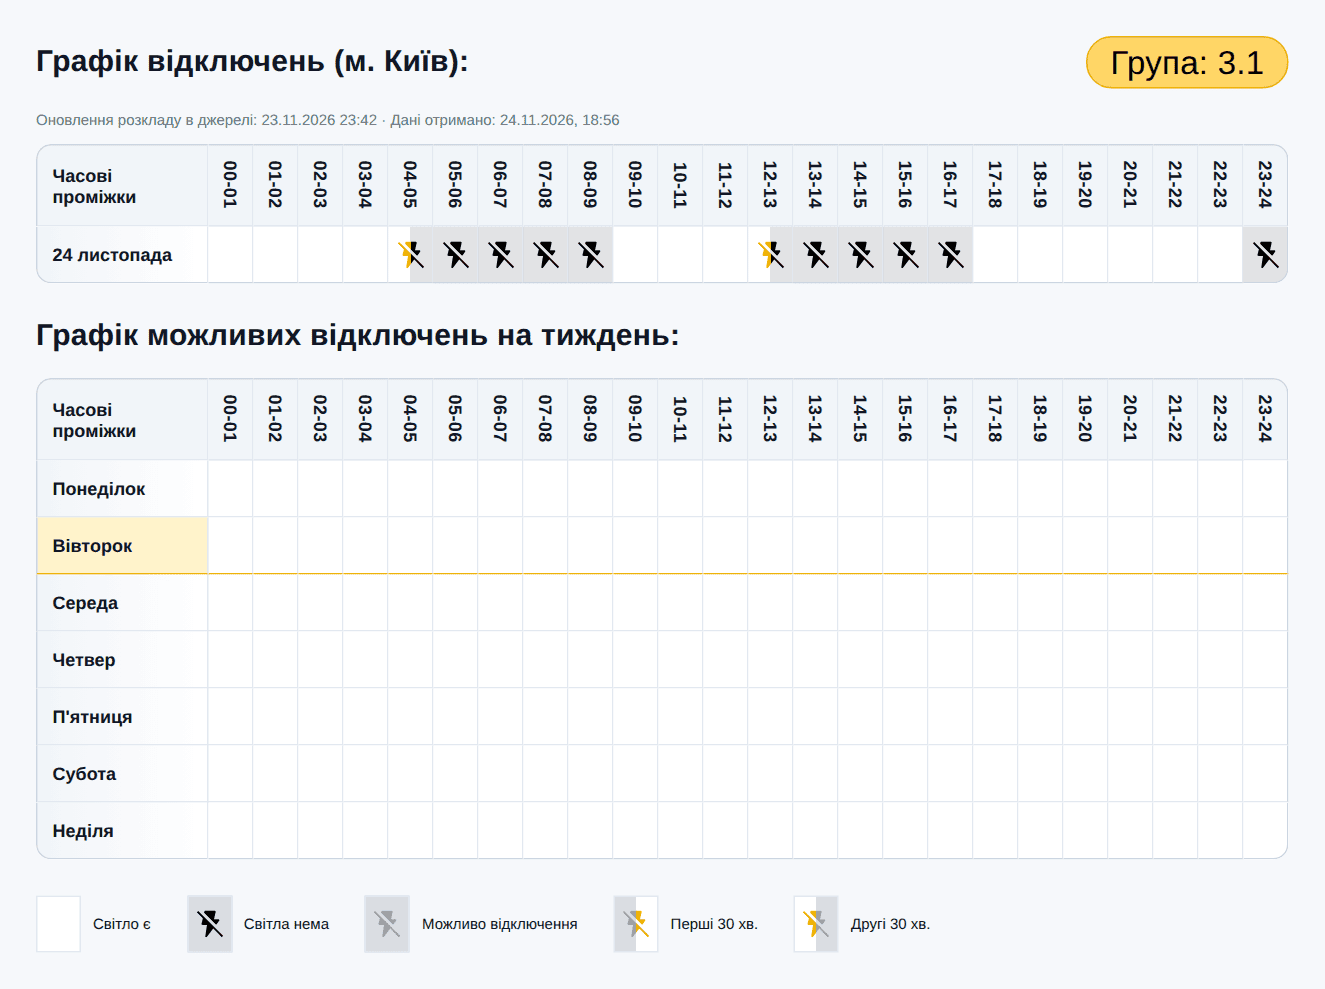 Графік відключень (м. Київ):
Група: 3.1
Оновлення розкладу в джерелі: 23.11.2026 23:42 · Дані отримано: 24.11.2026, 18:56
Часові
проміжки
00-01 01-02 02-03 03-04 04-05 05-06 06-07 07-08 08-09 09-10 10-11 11-12 12-13 13-14 14-15 15-16 16-17 17-18 18-19 19-20 20-21 21-22 22-23 23-24
24 листопада
Графік можливих відключень на тиждень:
Часові
проміжки
00-01 01-02 02-03 03-04 04-05 05-06 06-07 07-08 08-09 09-10 10-11 11-12 12-13 13-14 14-15 15-16 16-17 17-18 18-19 19-20 20-21 21-22 22-23 23-24
Понеділок
Вівторок
Середа
Четвер
П'ятниця
Субота
Неділя
Світло є Світла нема Можливо відключення Перші 30 хв. Другі 30 хв.